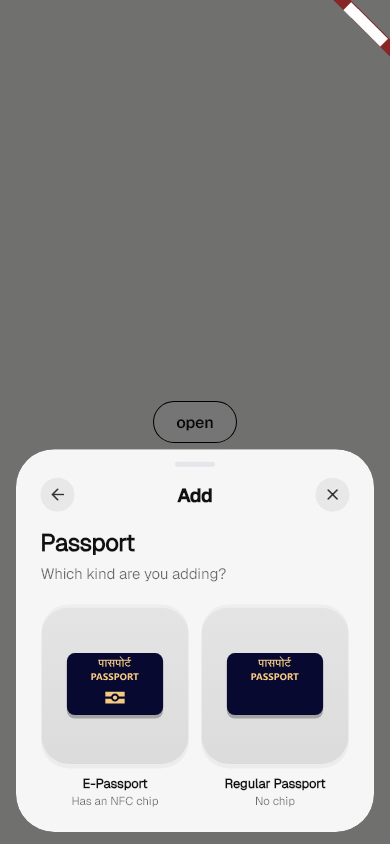 open
Add
Passport
Which kind are you adding?
पासपोर्ट
PASSPORT
पासपोर्ट
PASSPORT
E-Passport
Regular Passport
Has an NFC chip
No chip